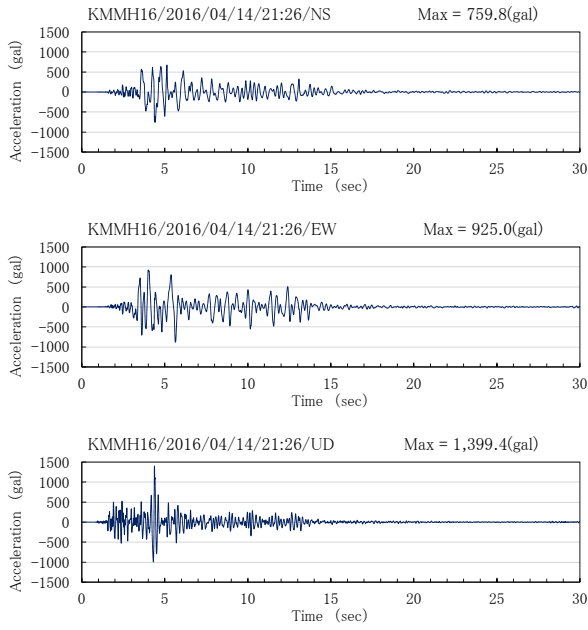 KMMH16/2016/04/14/21:26/NS Max = 759.8(gal)
Acceleration (gal)
1500
1000
500
0
−500
−1000
−1500
0 5 10 15 20 25 30
Time (sec)
KMMH16/2016/04/14/21:26/EW Max = 925.0(gal)
Acceleration (gal)
1500
1000
500
0
−500
−1000
−1500
0 5 10 15 20 25 30
Time (sec)
KMMH16/2016/04/14/21:26/UD Max = 1,399.4(gal)
Acceleration (gal)
1500
1000
500
0
−500
−1000
−1500
0 5 10 15 20 25 30
Time (sec)